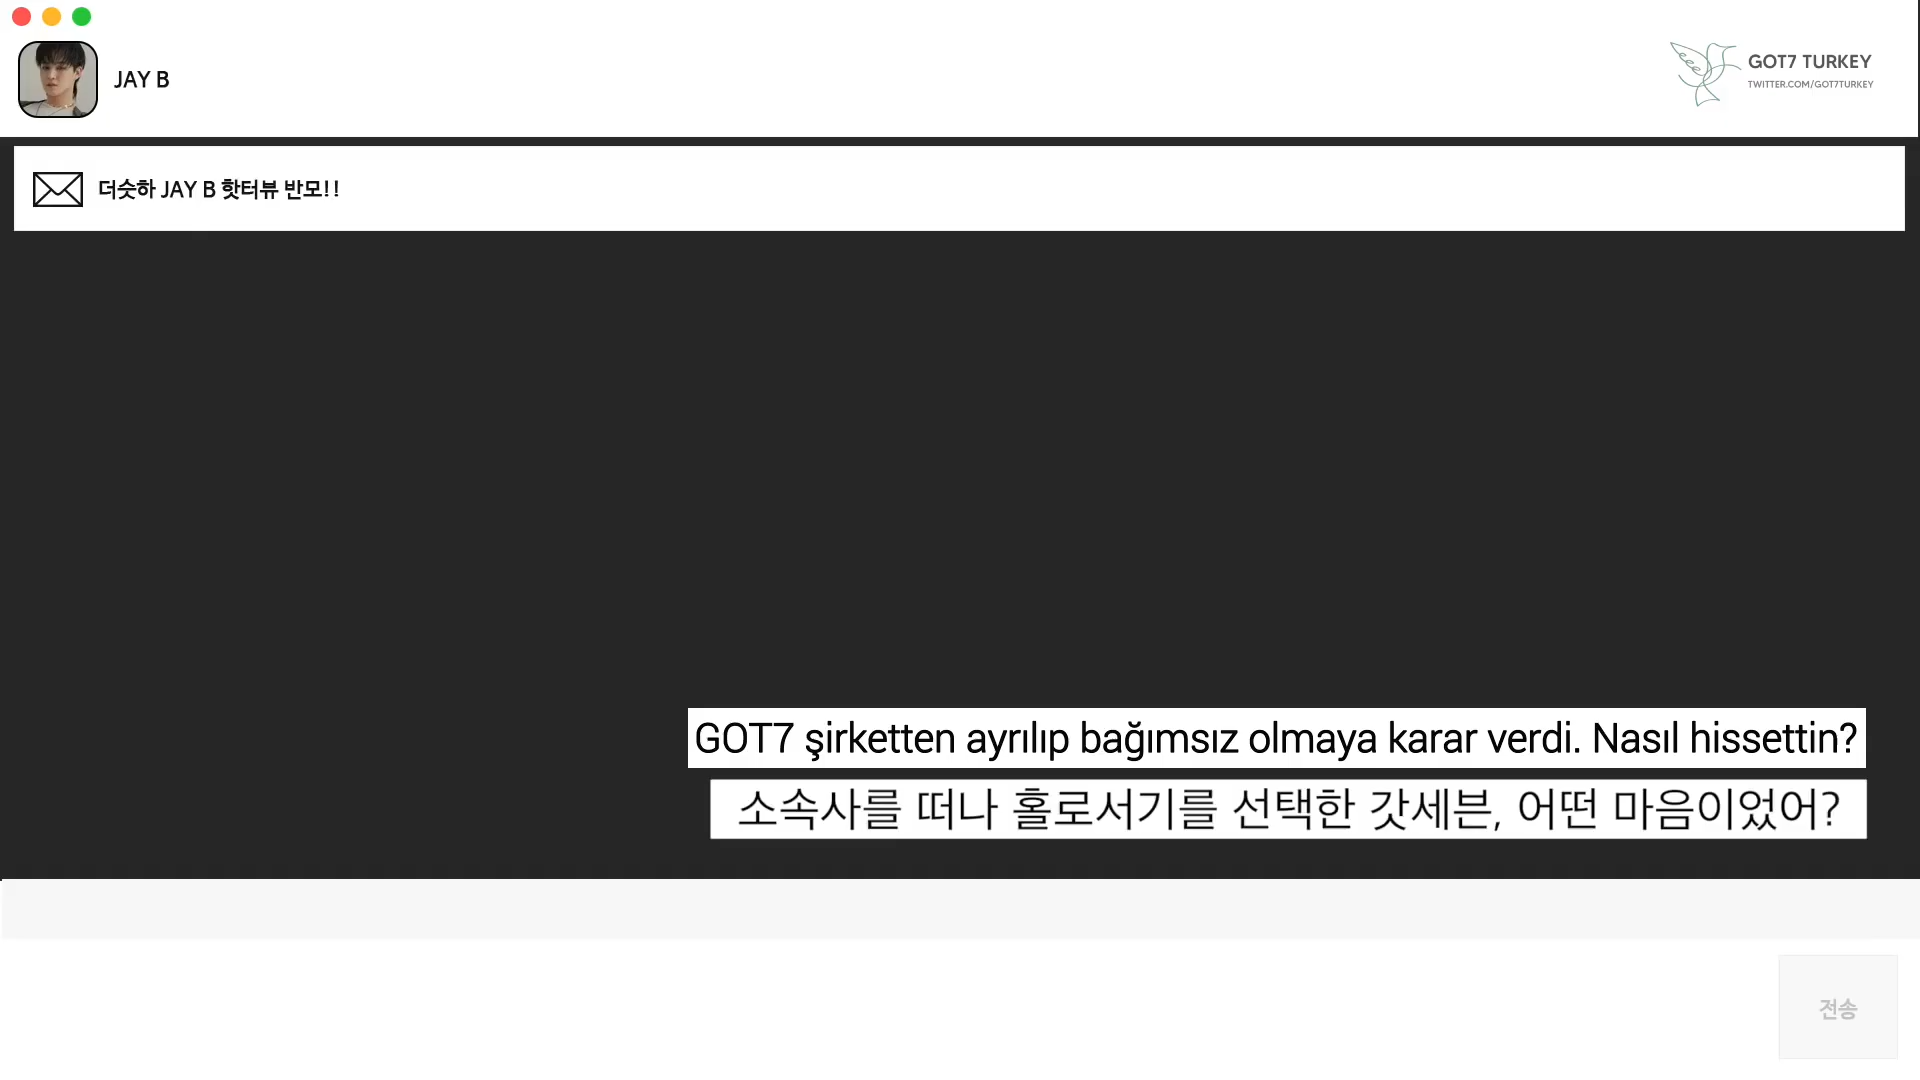 JAY B
GOT7 TURKEY
TWITTER.COM/GOT7TURKEY
더슷하 JAY B 핫터뷰 반모!!
GOT7 şirketten ayrılıp bağımsız olmaya karar verdi. Nasıl hissettin?
소속사를 떠나 홀로서기를 선택한 갓세븐, 어떤 마음이었어?
전송